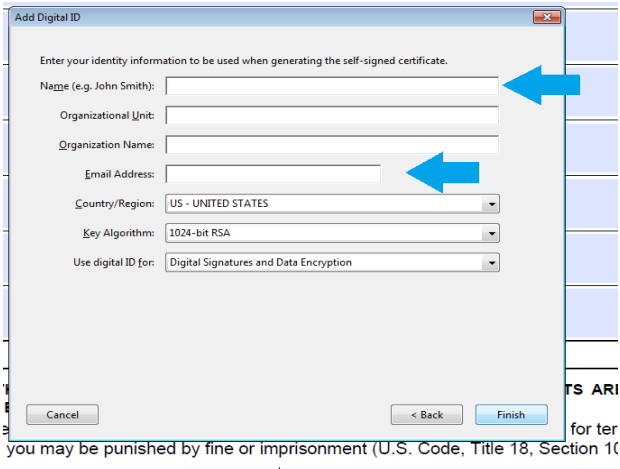 Add Digital ID
Enter your identity information to be used when generating the self-signed certificate.
Name (e.g. John Smith):
Organizational Unit:
Organization Name:
Email Address:
Country/Region: US - UNITED STATES
Key Algorithm: 1024-bit RSA
Use digital ID for: Digital Signatures and Data Encryption
TS ARE
Cancel < Back Finish
for ter
you may be punished by fine or imprisonment (U.S. Code, Title 18, Section 10